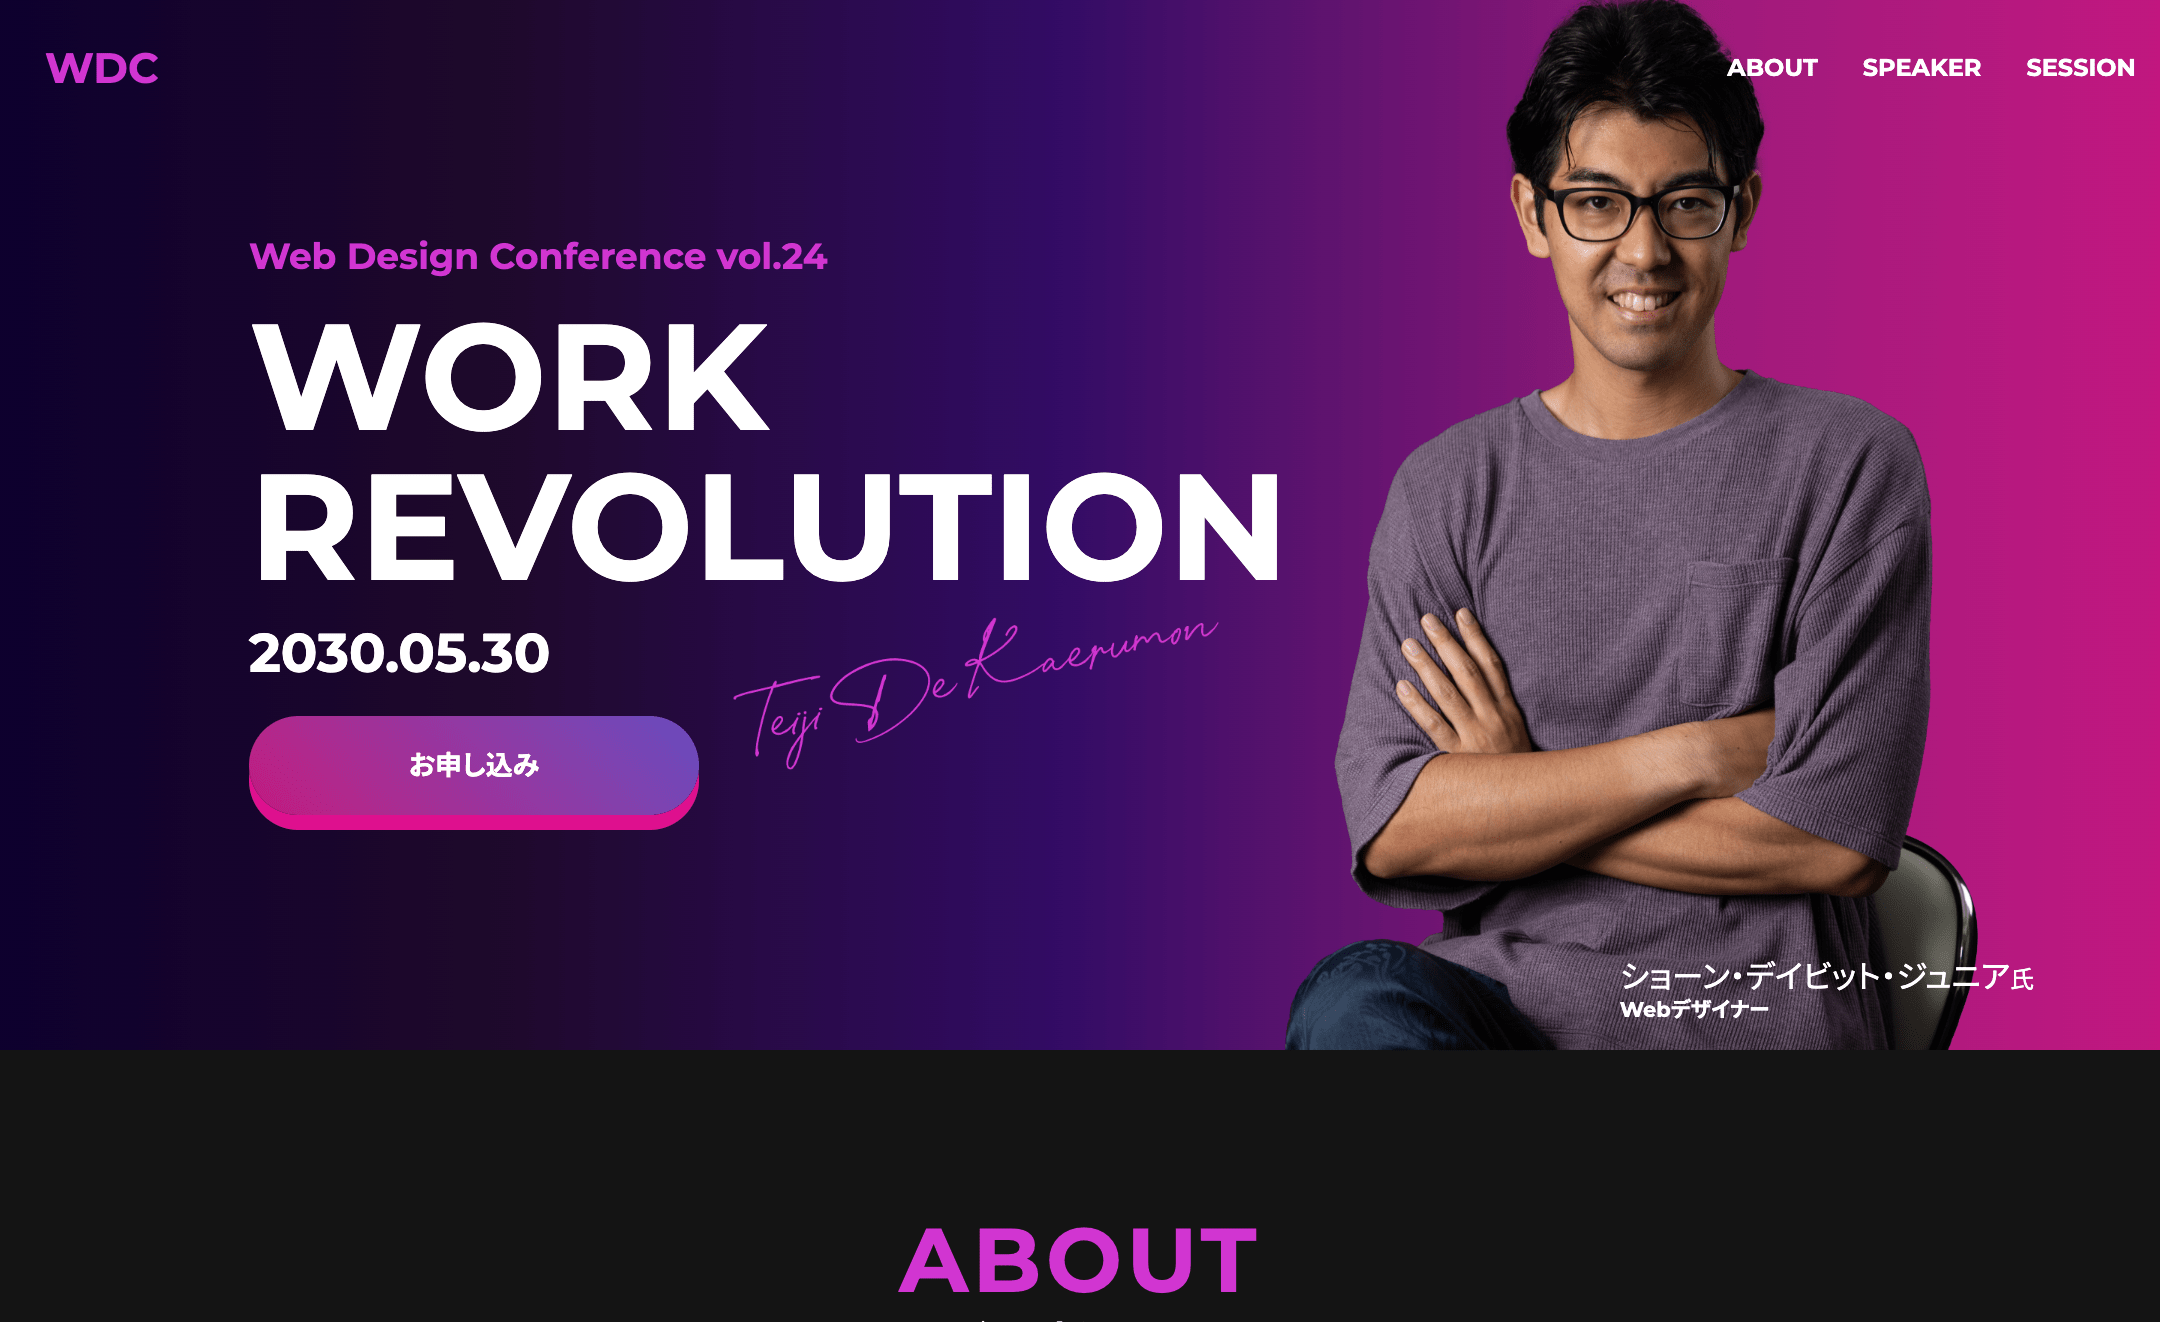 WDC
ABOUT SPEAKER SESSION
Web Design Conference vol.24
WORK
REVOLUTION
2030.05.30
Teiji De Kaerumon
お申し込み
ショーン・デイビット・ジュニア氏
Webデザイナー
ABOUT